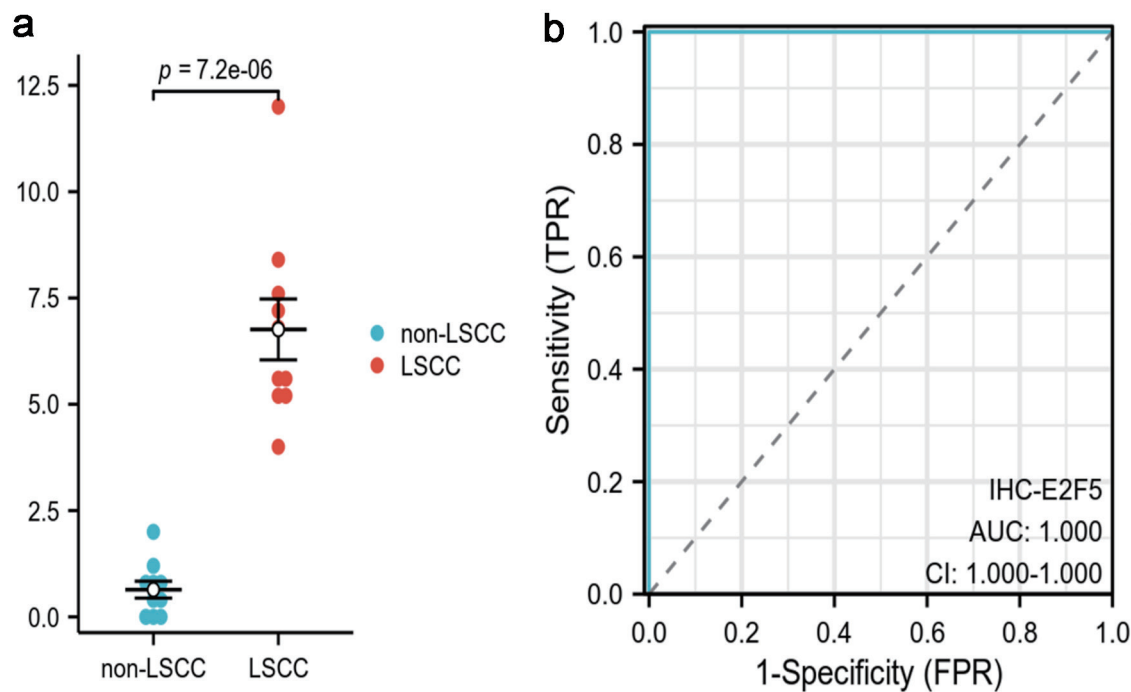 a
p = 7.2e-06
12.5
10.0
7.5
5.0
2.5
0.0
non-LSCC
LSCC
non-LSCC
LSCC
b
1.0
0.8
0.6
0.4
0.2
0.0
Sensitivity (TPR)
IHC-E2F5
AUC: 1.000
CI: 1.000-1.000
0.0 0.2 0.4 0.6 0.8 1.0
1-Specificity (FPR)